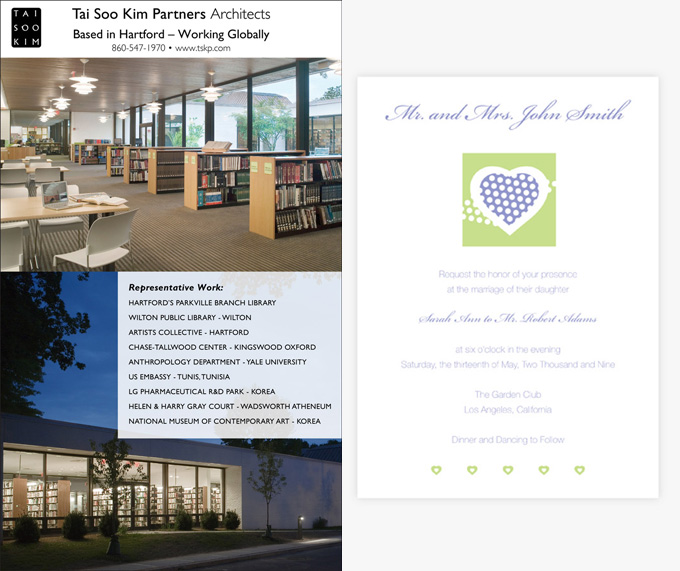 TAI
SOO
KIM
Tai Soo Kim Partners Architects
Based in Hartford – Working Globally
860-547-1970 • www.tskp.com
Representative Work:
HARTFORD'S PARKVILLE BRANCH LIBRARY
WILTON PUBLIC LIBRARY - WILTON
ARTISTS COLLECTIVE - HARTFORD
CHASE-TALLWOOD CENTER - KINGSWOOD OXFORD
ANTHROPOLOGY DEPARTMENT - YALE UNIVERSITY
US EMBASSY - TUNIS, TUNISIA
LG PHARMACEUTICAL R&D PARK - KOREA
HELEN & HARRY GRAY COURT - WADSWORTH ATHENEUM
NATIONAL MUSEUM OF CONTEMPORARY ART - KOREA
Mr. and Mrs. John Smith
Request the honor of your presence
at the marriage of their daughter
Sarah Ann to Mr. Robert Adams
at six o'clock in the evening
Saturday, the thirteenth of May, Two Thousand and Nine
The Garden Club
Los Angeles, California
Dinner and Dancing to Follow